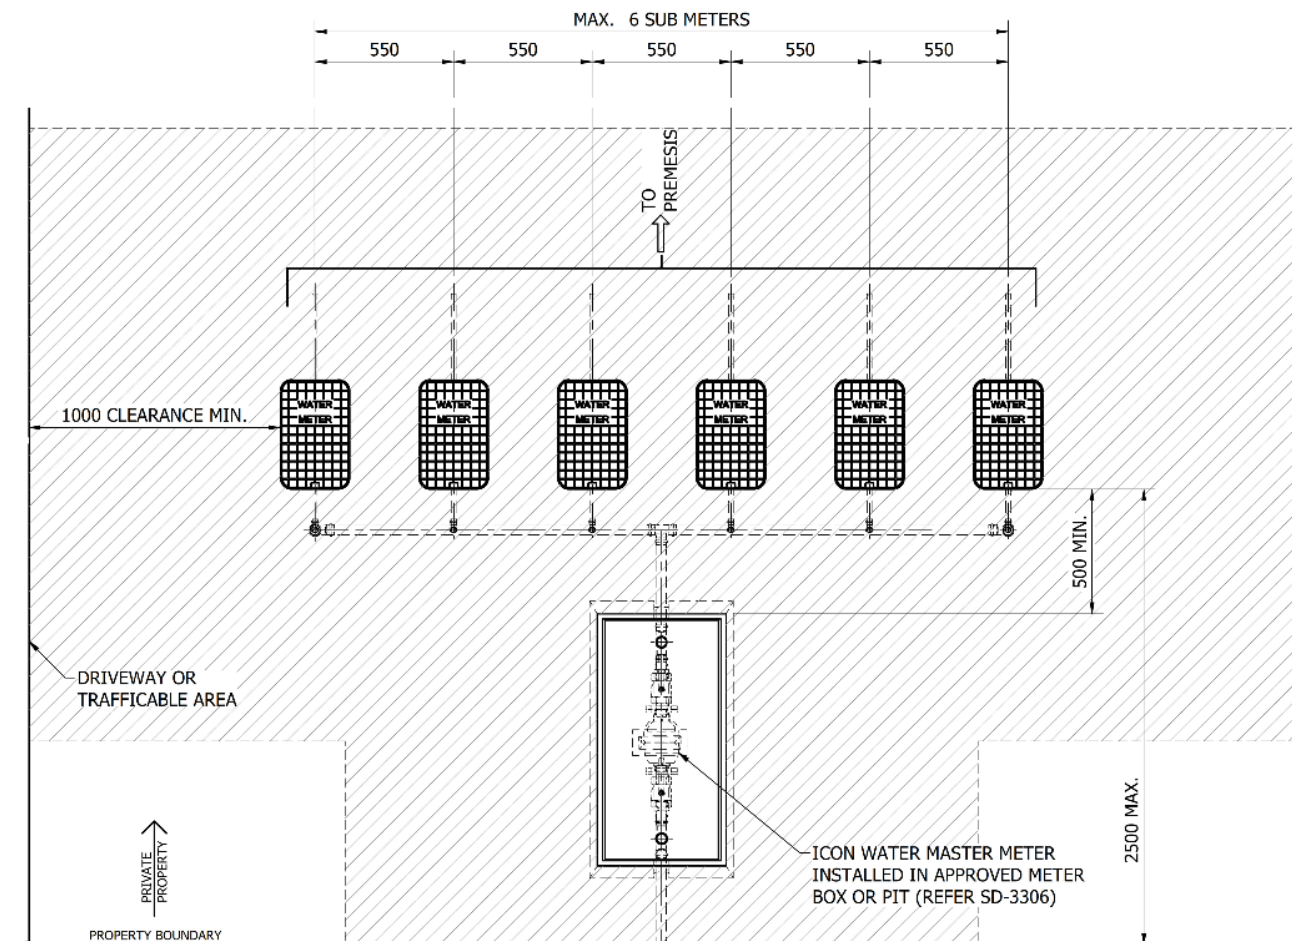 MAX. 6 SUB METERS
550
550
550
550
550
TO
PREMESIS
1000 CLEARANCE MIN.
WATER
METER
WATER
METER
WATER
METER
WATER
METER
WATER
METER
WATER
METER
500 MIN.
DRIVEWAY OR
TRAFFICABLE AREA
2500 MAX.
ICON WATER MASTER METER
INSTALLED IN APPROVED METER
BOX OR PIT (REFER SD-3306)
PRIVATE
PROPERTY
PROPERTY BOUNDARY